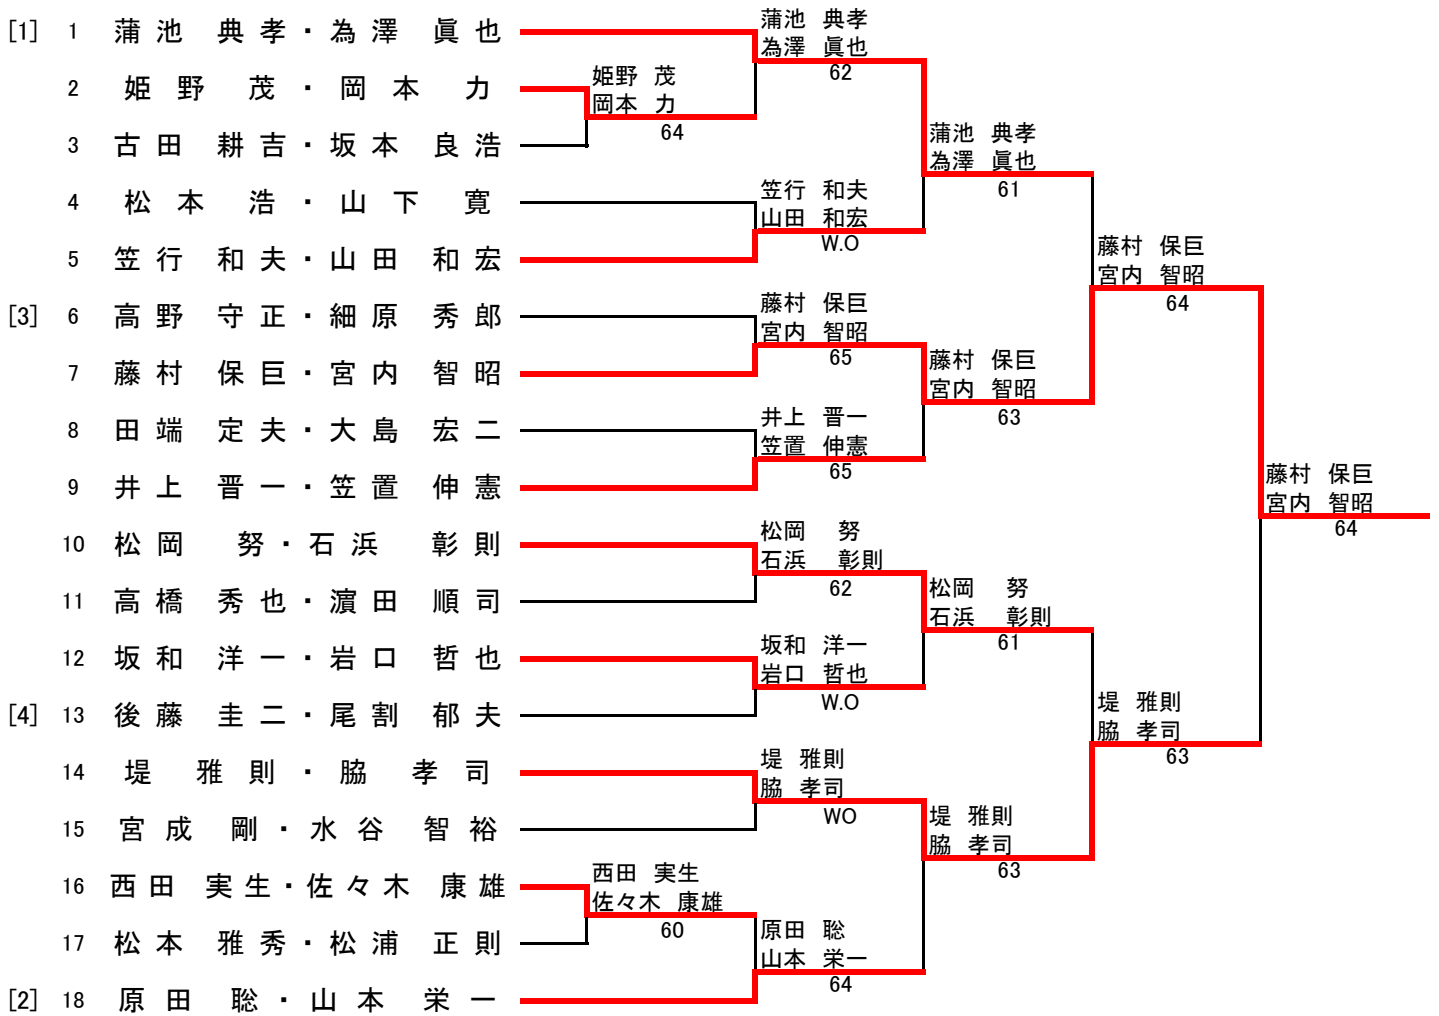 [1] 1 蒲池 典孝・為澤 眞也
2 姫野 茂・岡本 力
3 古田 耕吉・坂本 良浩
4 松本 浩・山下 寛
5 笠行 和夫・山田 和宏
[3] 6 高野 守正・細原 秀郎
7 藤村 保巨・宮内 智昭
8 田端 定夫・大島 宏二
9 井上 晋一・笠置 伸憲
10 松岡 努・石浜 彰則
11 高橋 秀也・濵田 順司
12 坂和 洋一・岩口 哲也
[4] 13 後藤 圭二・尾割 郁夫
14 堤 雅則・脇 孝司
15 宮成 剛・水谷 智裕
16 西田 実生・佐々木 康雄
17 松本 雅秀・松浦 正則
[2] 18 原田 聡・山本 栄一
姫野 茂
岡本 力
64
西田 実生
佐々木 康雄
60
蒲池 典孝
為澤 眞也
62
笠行 和夫
山田 和宏
W.O
藤村 保巨
宮内 智昭
65
井上 晋一
笠置 伸憲
65
松岡 努
石浜 彰則
62
坂和 洋一
岩口 哲也
W.O
堤 雅則
脇 孝司
WO
原田 聡
山本 栄一
64
蒲池 典孝
為澤 眞也
61
藤村 保巨
宮内 智昭
63
松岡 努
石浜 彰則
61
堤 雅則
脇 孝司
63
藤村 保巨
宮内 智昭
64
堤 雅則
脇 孝司
63
藤村 保巨
宮内 智昭
64